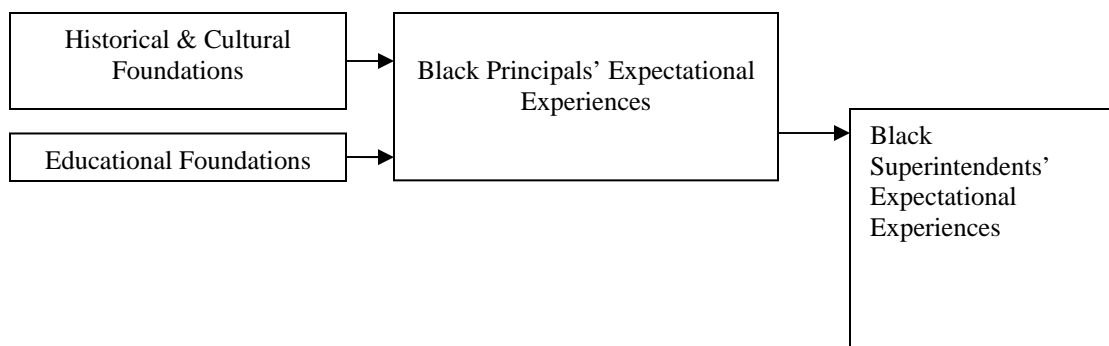 Historical & Cultural
Foundations
Educational Foundations
Black Principals’ Expectational
Experiences
Black
Superintendents’
Expectational
Experiences